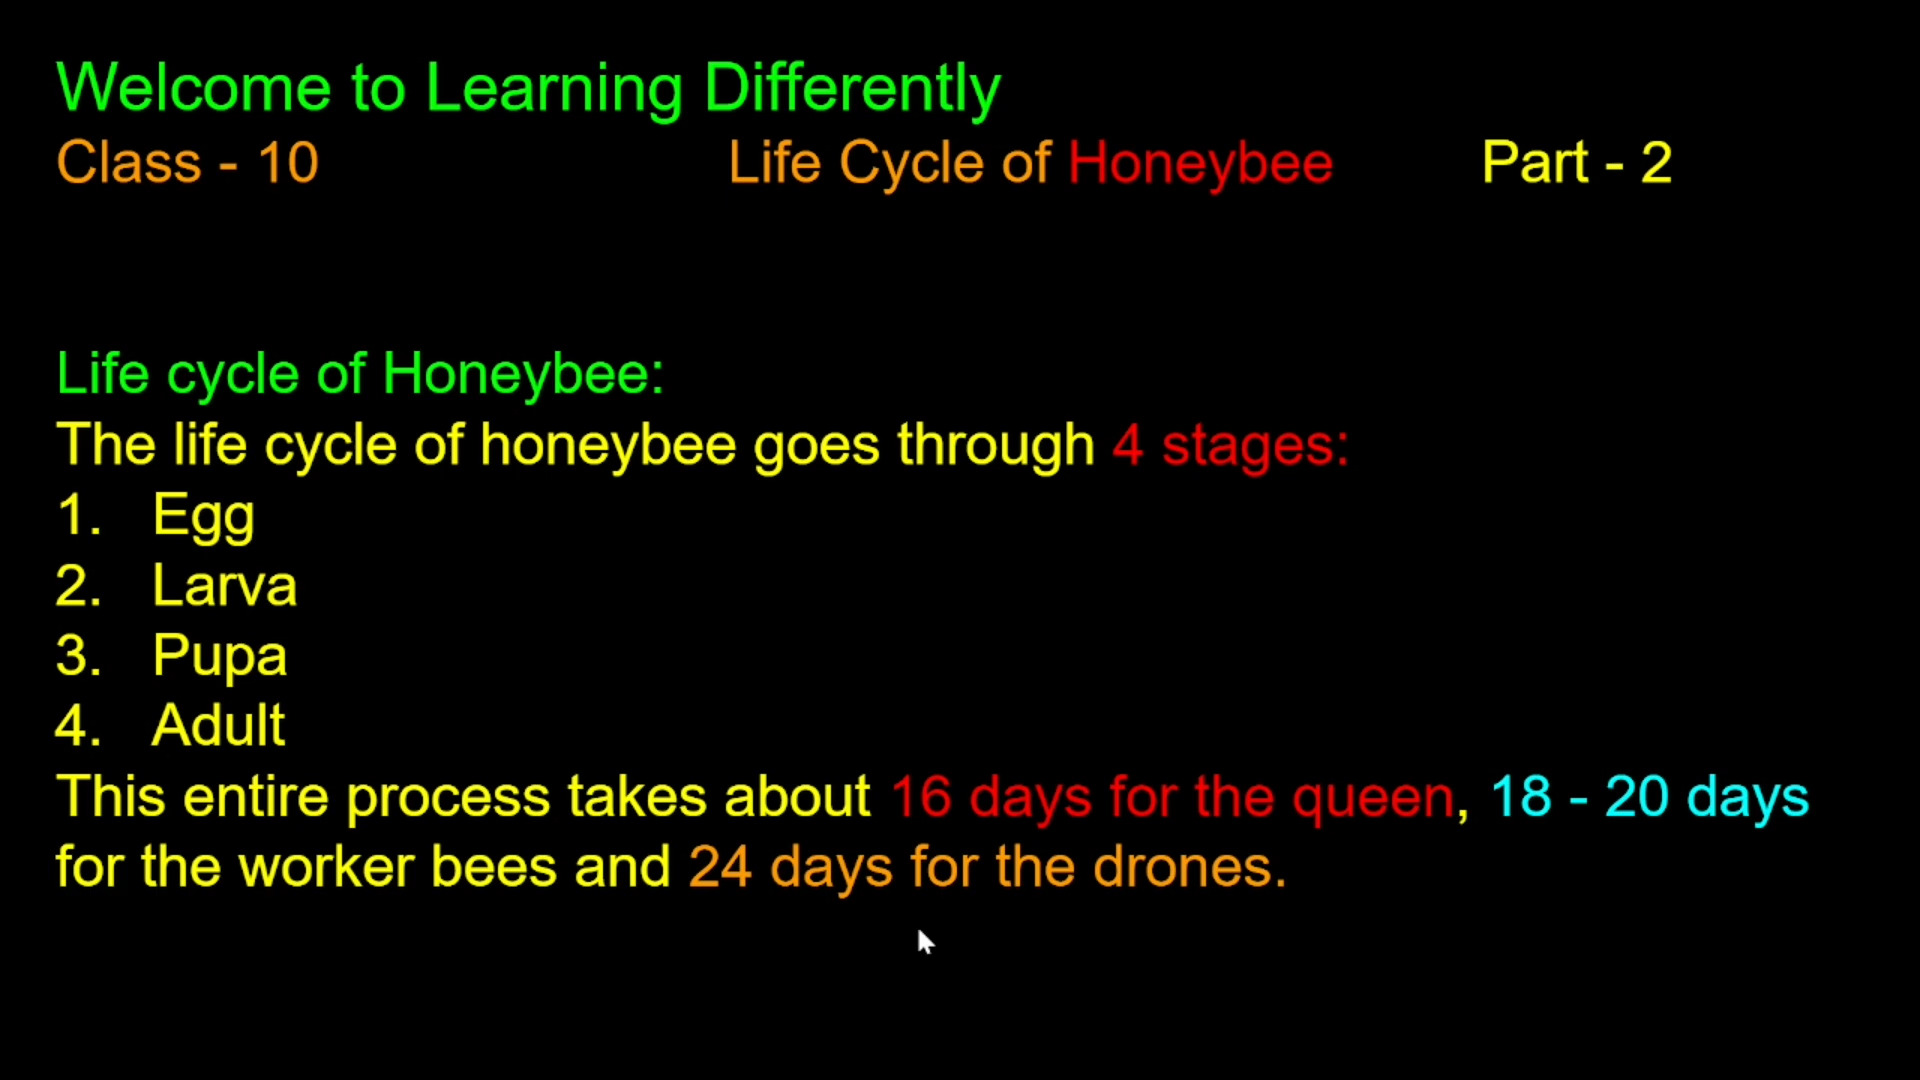 Welcome to Learning Differently
Class - 10 Life Cycle of Honeybee Part - 2
Life cycle of Honeybee:
The life cycle of honeybee goes through 4 stages:
1. Egg
2. Larva
3. Pupa
4. Adult
This entire process takes about 16 days for the queen, 18 - 20 days
for the worker bees and 24 days for the drones.